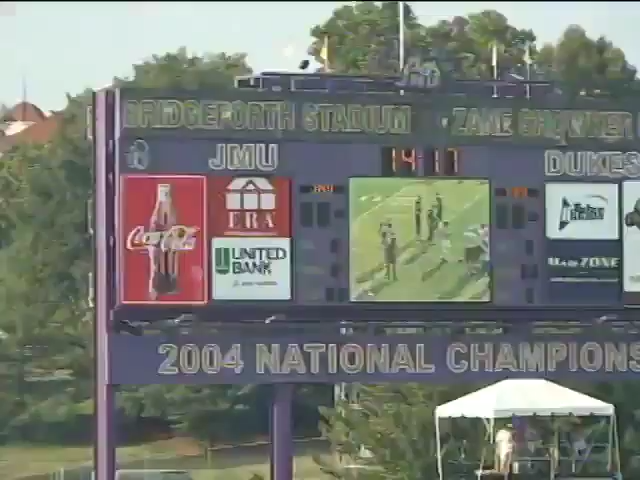 BRIDGEFORTH STADIUM ZANE SHOWKER
JMU 14:17 DUKES
Coca-Cola
ERA
UNITED
BANK
2004 NATIONAL CHAMPIONS